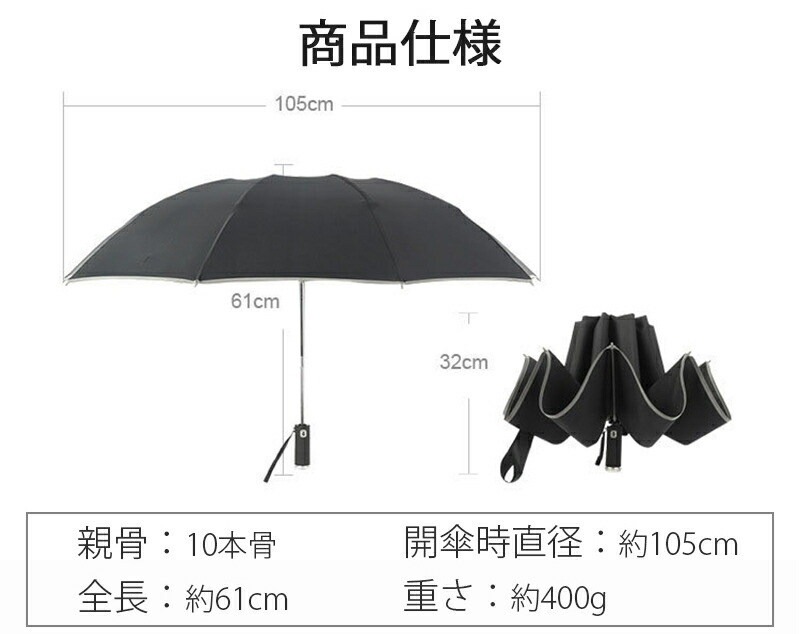 商品仕様
105cm
61cm
32cm
親骨：10本骨
開傘時直径：約105cm
全長：約61cm
重さ：約400g